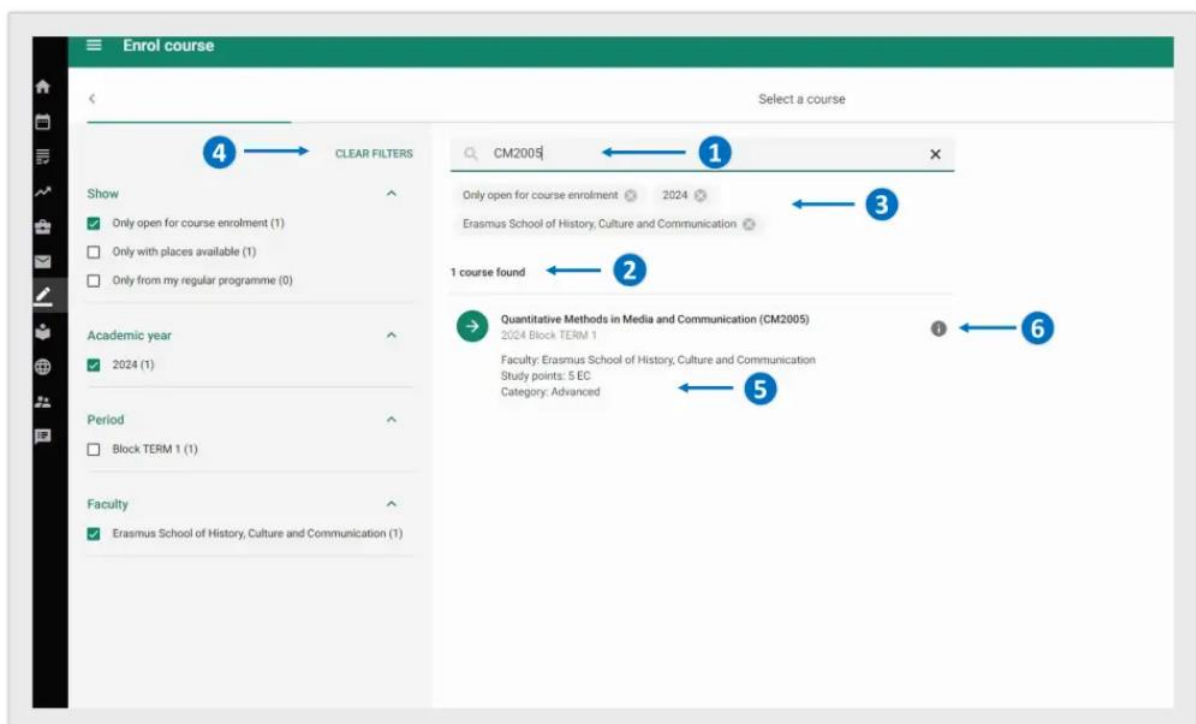 Enrol course
Select a course
4
CLEAR FILTERS
Show
Only open for course enrolment (1)
Only with places available (1)
Only from my regular programme (0)
Academic year
2024 (1)
Period
Block TERM 1 (1)
Faculty
Erasmus School of History, Culture and Communication (1)
CM2005
1
Only open for course enrolment
2024
3
Erasmus School of History, Culture and Communication
1 course found
2
Quantitative Methods in Media and Communication (CM2005)
2024 Block TERM 1
6
Faculty: Erasmus School of History, Culture and Communication
Study points: 5 EC
Category: Advanced
5